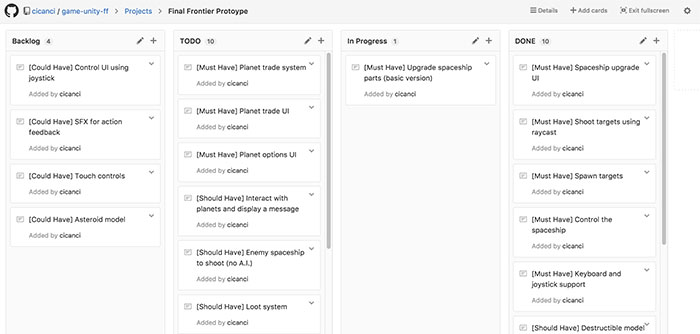 cicanci / game-unity-ff > Projects > Final Frontier Protoype
Details
Add cards
Exit fullscreen
Backlog 4
[Could Have] Control UI using
joystick
Added by cicanci
[Could Have] SFX for action
feedback
Added by cicanci
[Could Have] Touch controls
Added by cicanci
[Could Have] Asteroid model
Added by cicanci
TODO 10
[Must Have] Planet trade system
Added by cicanci
[Must Have] Planet trade UI
Added by cicanci
[Must Have] Planet options UI
Added by cicanci
[Should Have] Interact with
planets and display a message
Added by cicanci
[Should Have] Enemy spaceship
to shoot (no A.I.)
Added by cicanci
[Should Have] Loot system
Added by cicanci
In Progress 1
[Must Have] Upgrade spaceship
parts (basic version)
Added by cicanci
DONE 10
[Must Have] Spaceship upgrade
UI
Added by cicanci
[Must Have] Shoot targets using
raycast
Added by cicanci
[Must Have] Spawn targets
Added by cicanci
[Must Have] Control the
spaceship
Added by cicanci
[Must Have] Keyboard and
joystick support
Added by cicanci
[Should Have] Destructible model